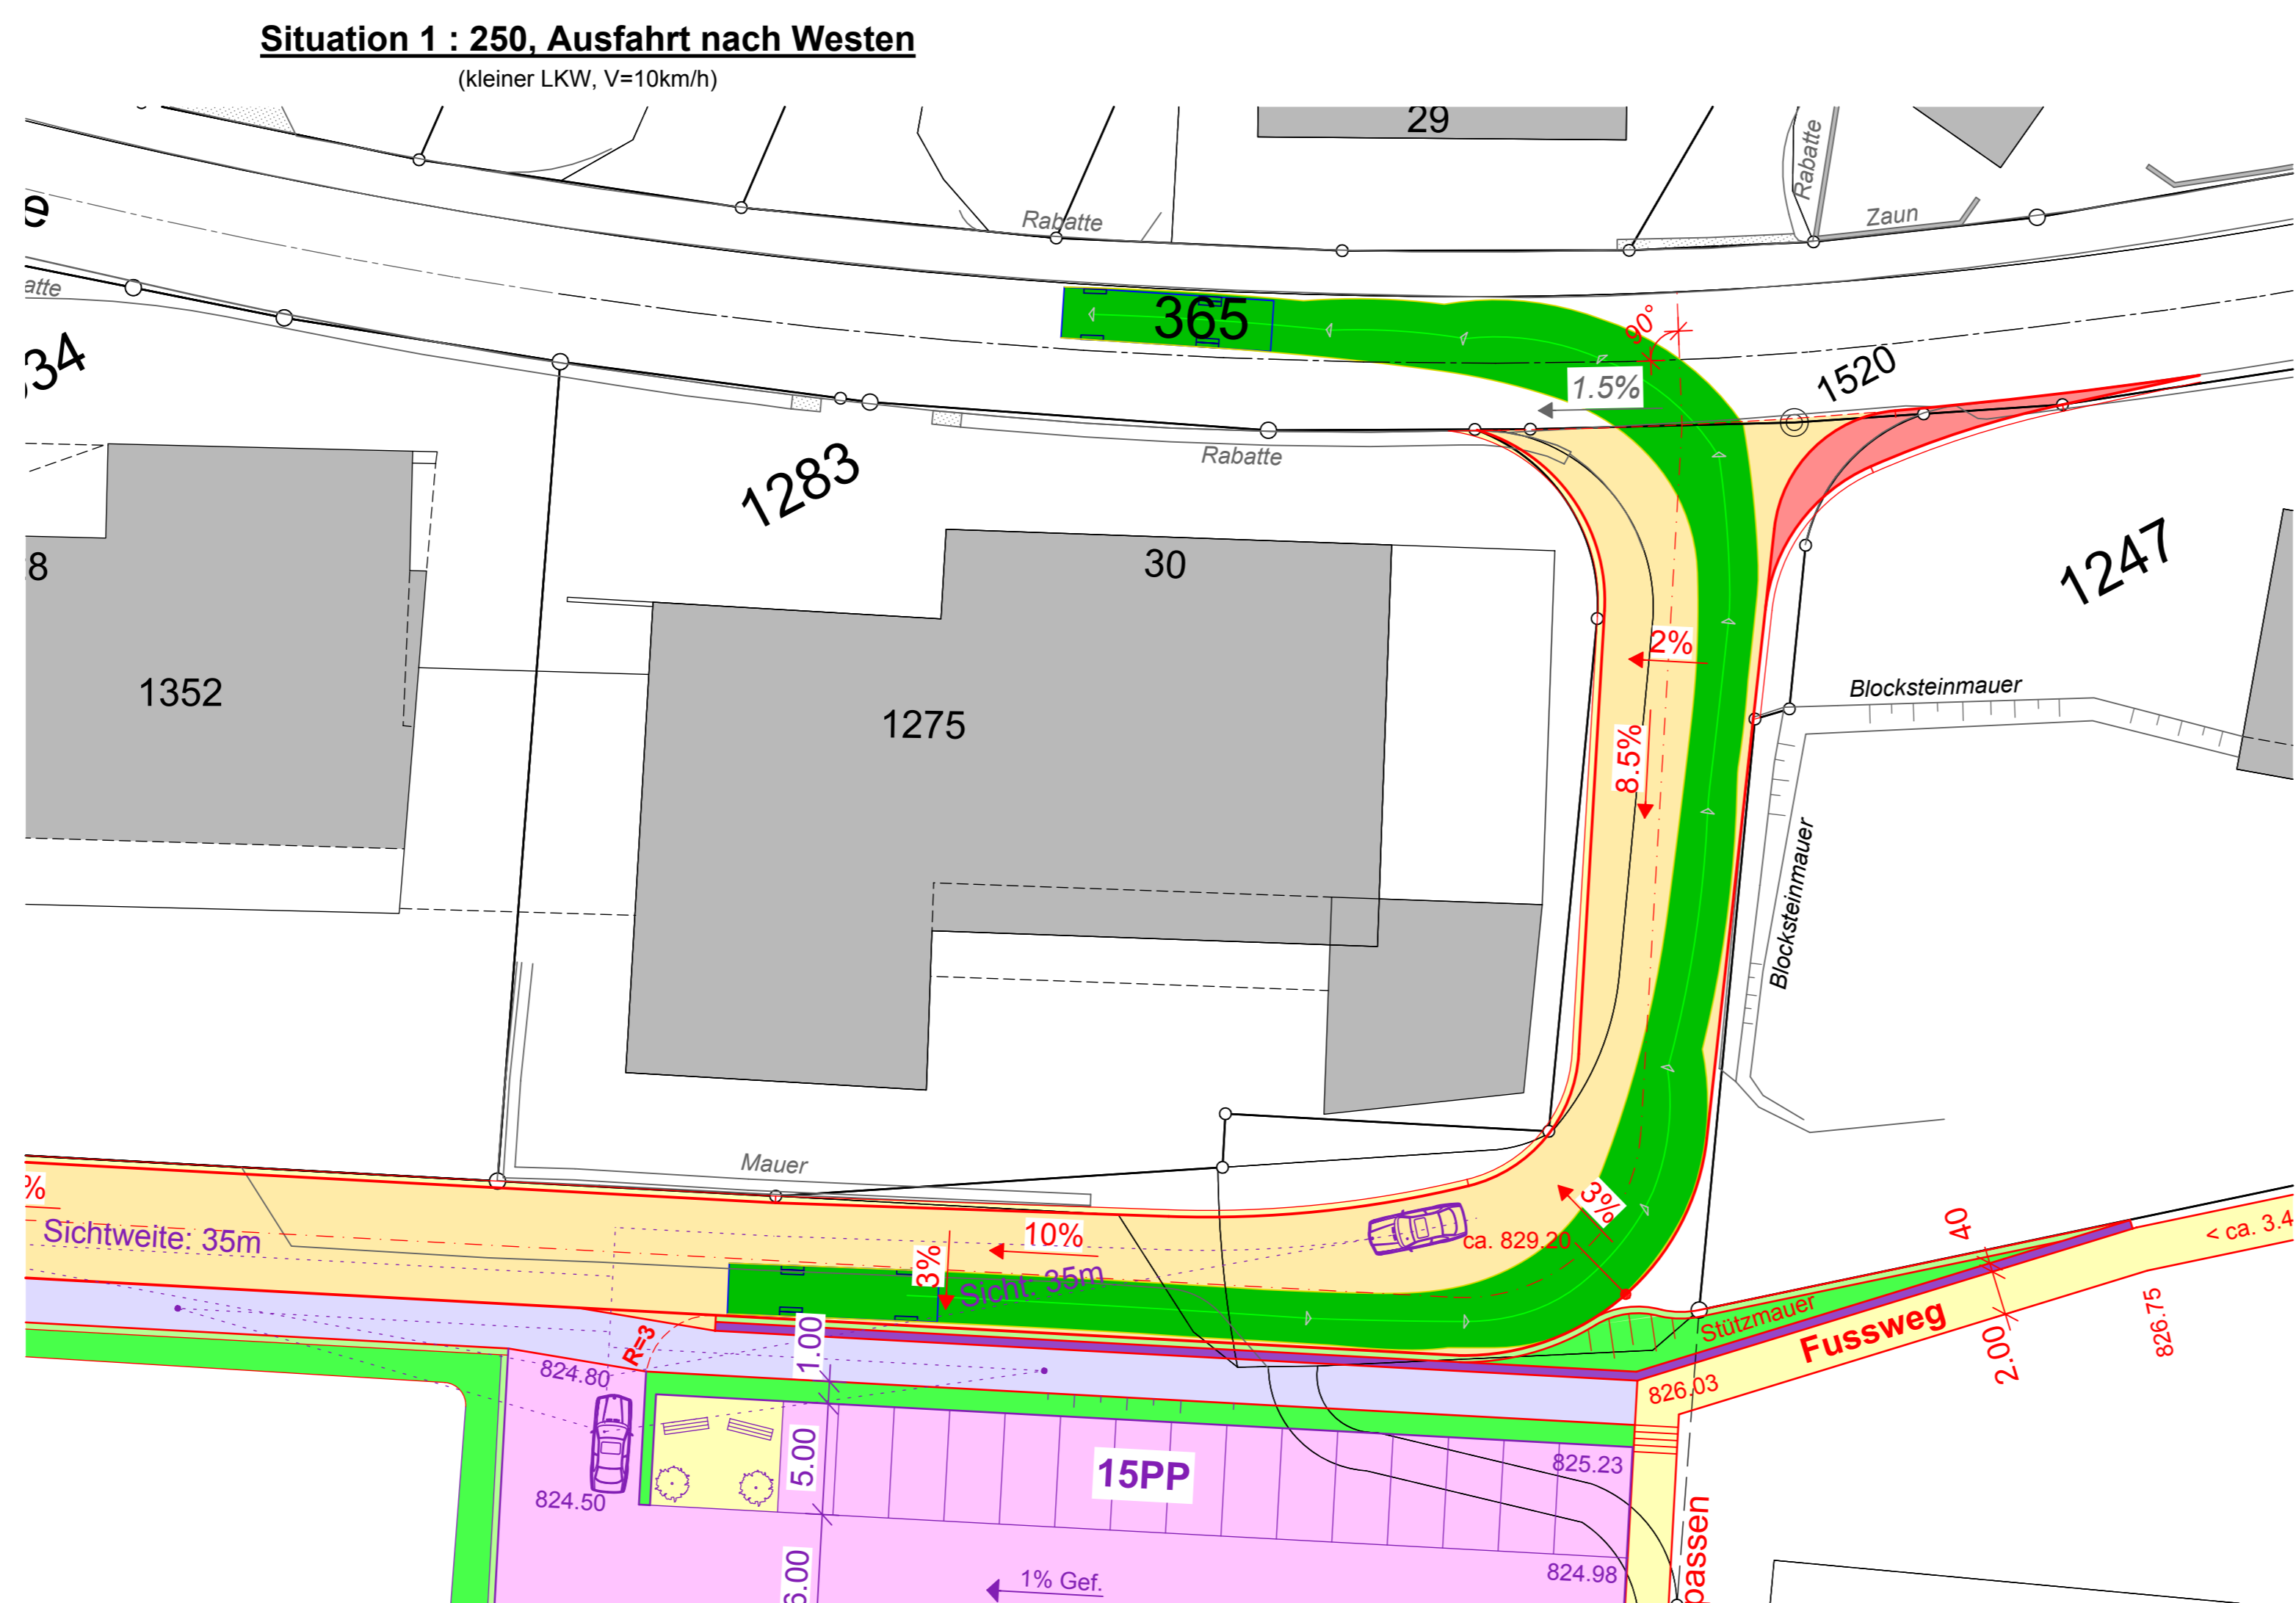 Situation 1 : 250, Ausfahrt nach Westen
(kleiner LKW, V=10km/h)
29
Rabatte
Rabatte
Zaun
e
atte
365
90°
1.5%
1520
34
Rabatte
1283
1247
8
30
1352
1275
2%
8.5%
Blocksteinmauer
Blocksteinmauer
Mauer
%
Sichtweite: 35m
10%
3%
3%
ca. 829.20
Sicht: 35m
40
< ca. 3.4
Stützmauer
Fussweg
2.00
826.75
R=3
1.00
824.80
826.03
5.00
15PP
825.23
824.50
824.98
6.00
1% Gef.
passen